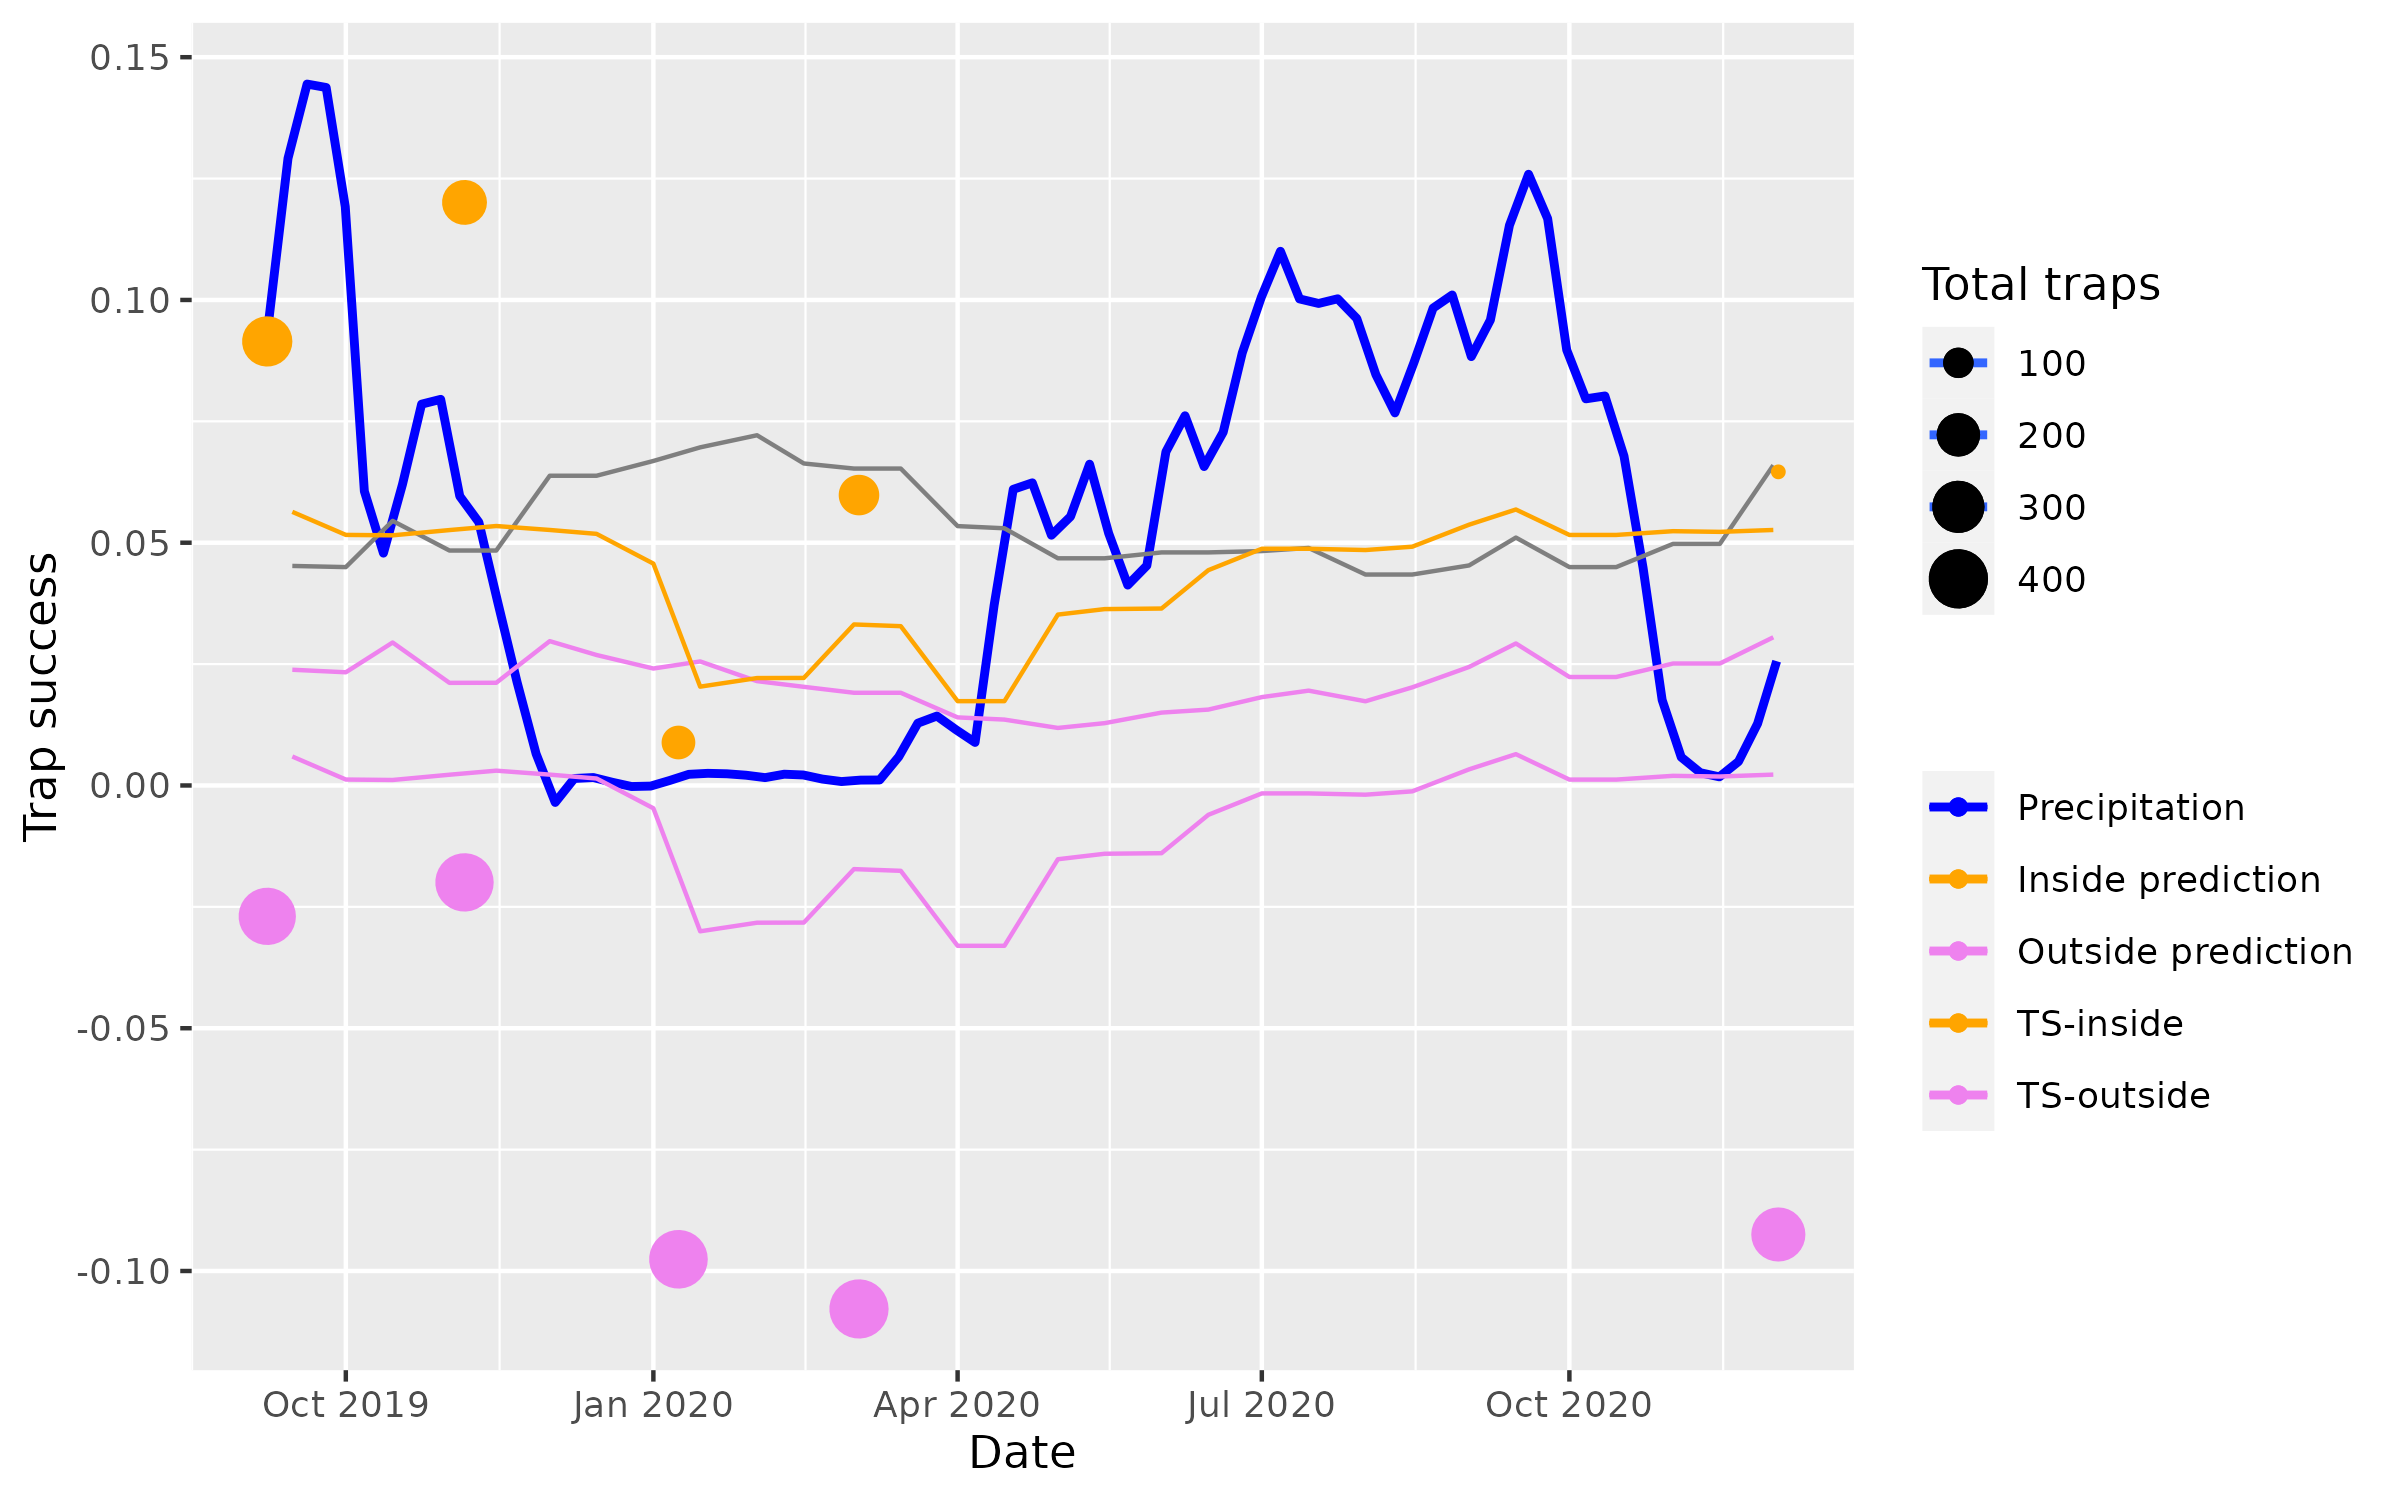 0.15
0.10
0.05
0.00
-0.05
-0.10
Trap success
Oct 2019
Jan 2020
Apr 2020
Jul 2020
Oct 2020
Date
Total traps
100
200
300
400
Precipitation
Inside prediction
Outside prediction
TS-inside
TS-outside